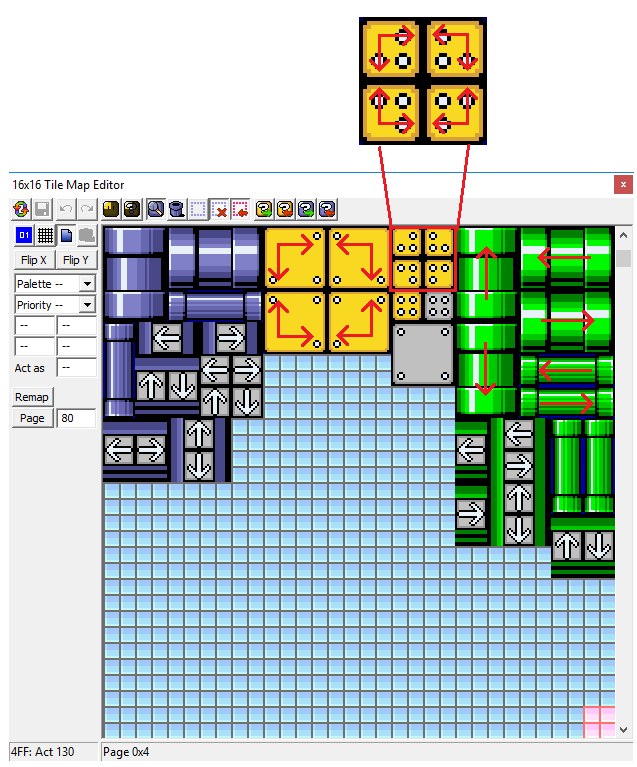 16x16 Tile Map Editor
x
01
Flip X Flip Y
Palette --
Priority --
-- --
-- --
Act as --
Remap
Page 80
4FF: Act 130 Page 0x4